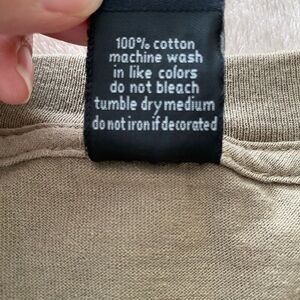 100% cotton
machine wash
in like colors
do not bleach
tumble dry medium
do not iron if decorated